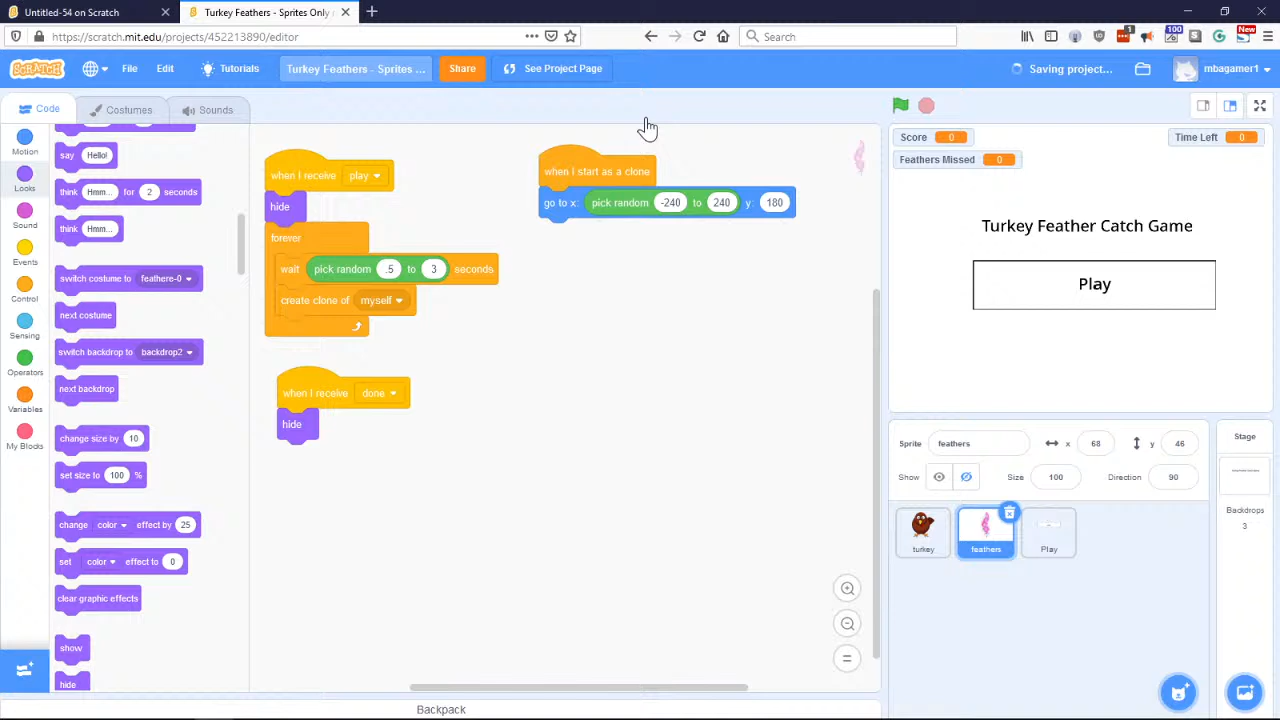 Untitled-54 on Scratch
Turkey Feathers - Sprites Only
https://scratch.mit.edu/projects/452213890/editor
Search
100
New
SCRATCH
File
Edit
Tutorials
Turkey Feathers - Sprites ...
Share
See Project Page
Saving project...
mbagamer1
Code
Costumes
Sounds
Motion
Looks
Sound
Events
Control
Sensing
Operators
Variables
My Blocks
say Hello!
think Hmm... for 2 seconds
think Hmm...
switch costume to feathere-0
next costume
switch backdrop to backdrop2
next backdrop
change size by 10
set size to 100 %
change color effect by 25
set color effect to 0
clear graphic effects
show
hide
when I receive play
hide
forever
wait pick random .5 to 3 seconds
create clone of myself
when I receive done
hide
when I start as a clone
go to x: pick random -240 to 240 y: 180
Backpack
Score 0
Time Left 0
Feathers Missed 0
Turkey Feather Catch Game
Play
Sprite feathers x 68 y 46
Show Size 100 Direction 90
turkey
feathers
Play
Stage
Backdrops
3